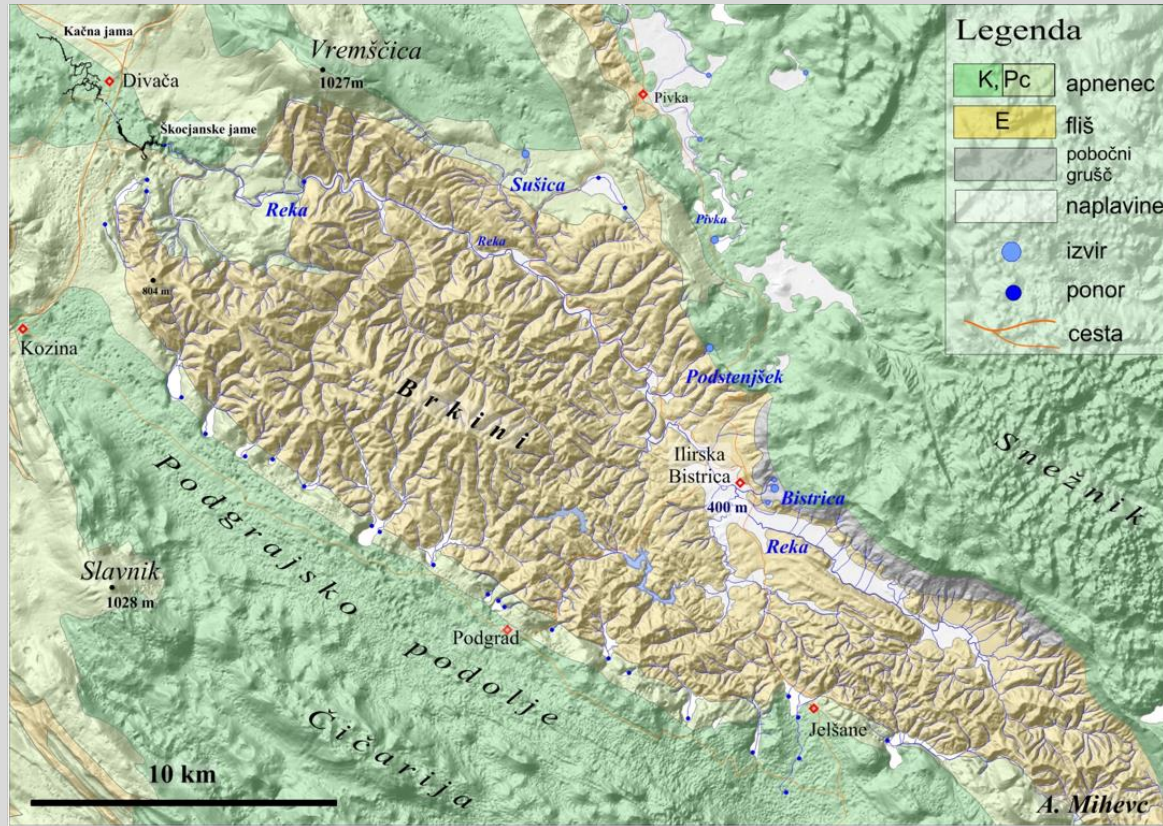 Kačna jama
Divača
Vremščica
1027m
Škocjanske jame
Pivka
Sušica
Reka
Reka
Pivka
804 m
Kozina
Podstenjšek
Brkini
Ilirska
Bistrica
Bistrica
400 m
Reka
Snežnik
Podgrajsko podolje
Slavnik
1028 m
Podgrad
Čičarija
Jelšane
10 km
A. Mihevc
Legenda
K, Pc apnenec
E fliš
pobočni
grušč
naplavine
izvir
ponor
cesta